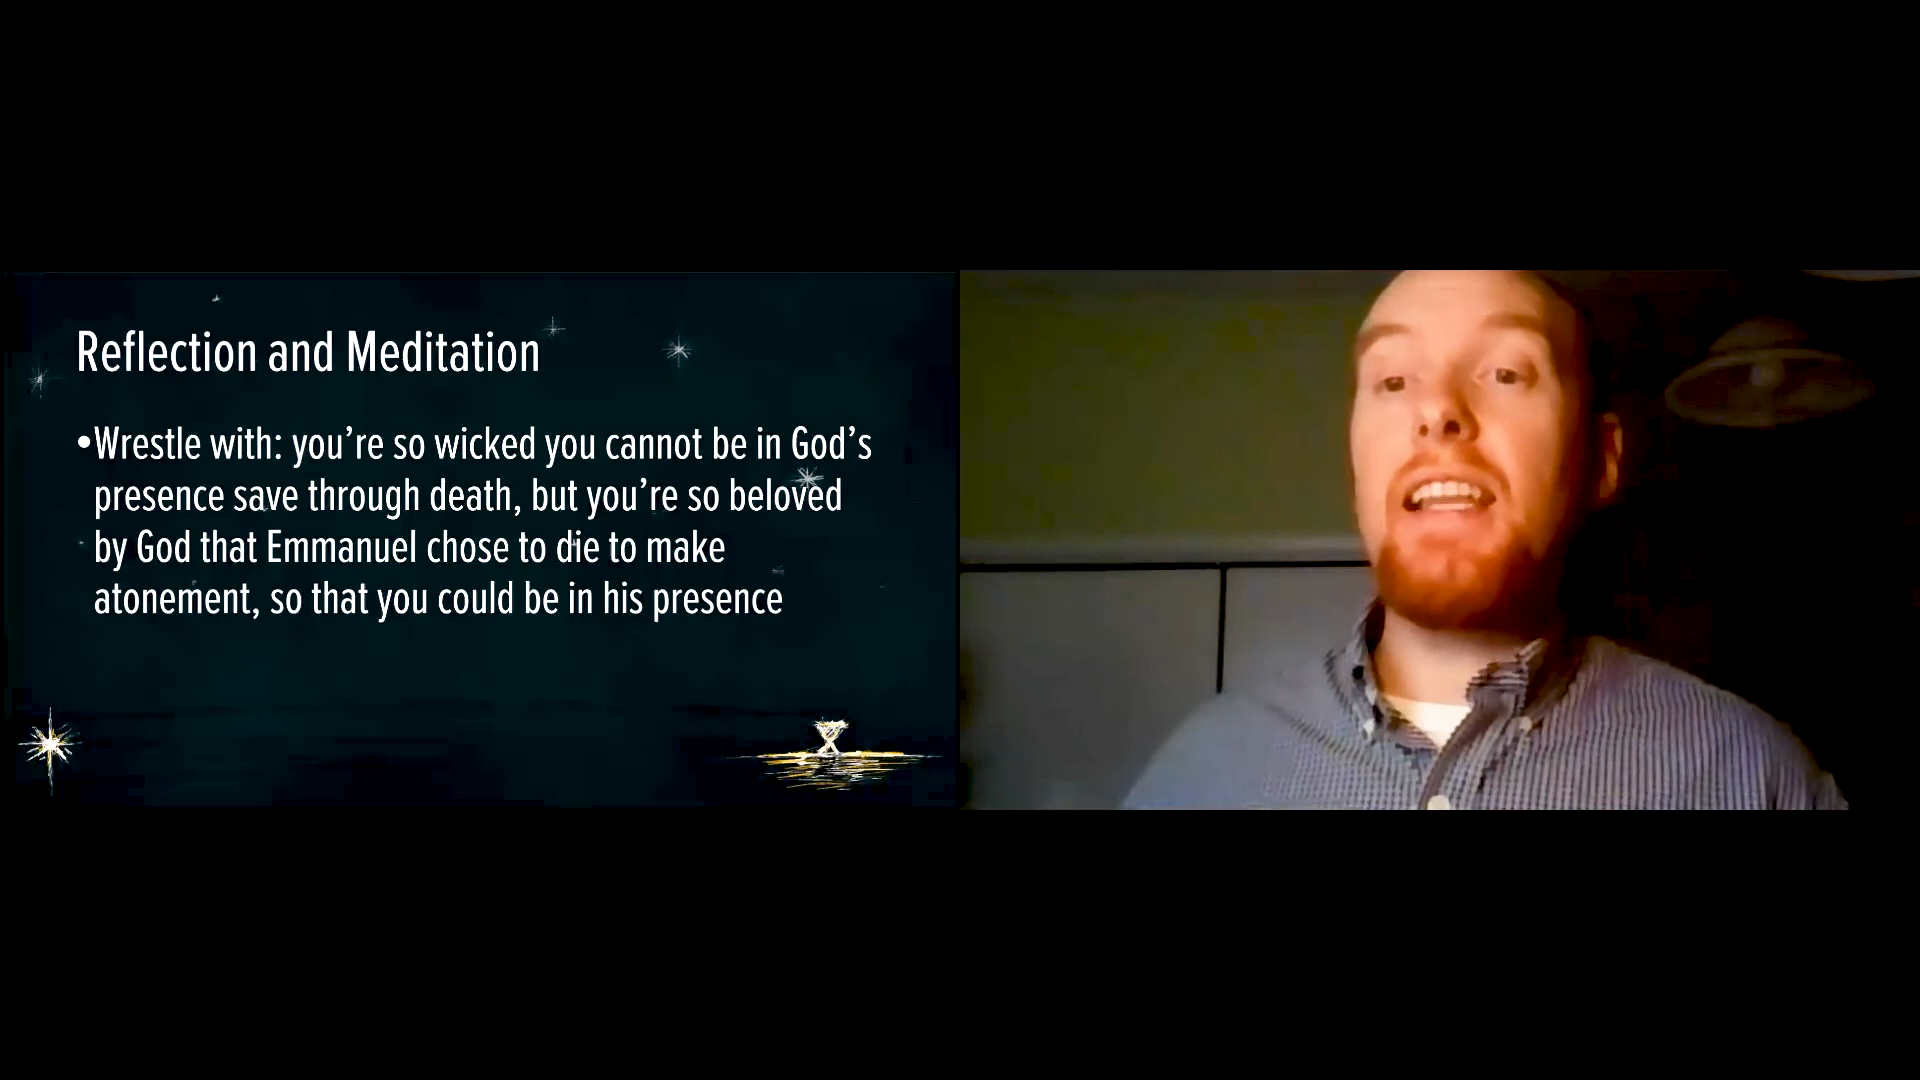 Reflection and Meditation
•Wrestle with: you’re so wicked you cannot be in God’s
presence save through death, but you’re so beloved
by God that Emmanuel chose to die to make
atonement, so that you could be in his presence